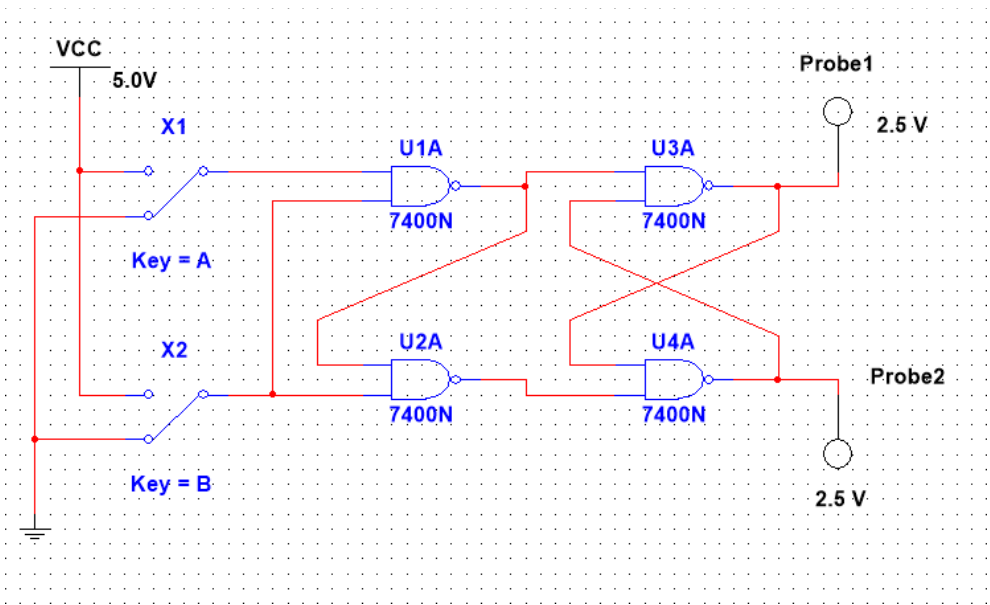 VCC
5.0V
Probe1
X1
2.5 V
U1A
U3A
7400N
7400N
Key = A
U2A
U4A
X2
Probe2
7400N
7400N
Key = B
2.5 V